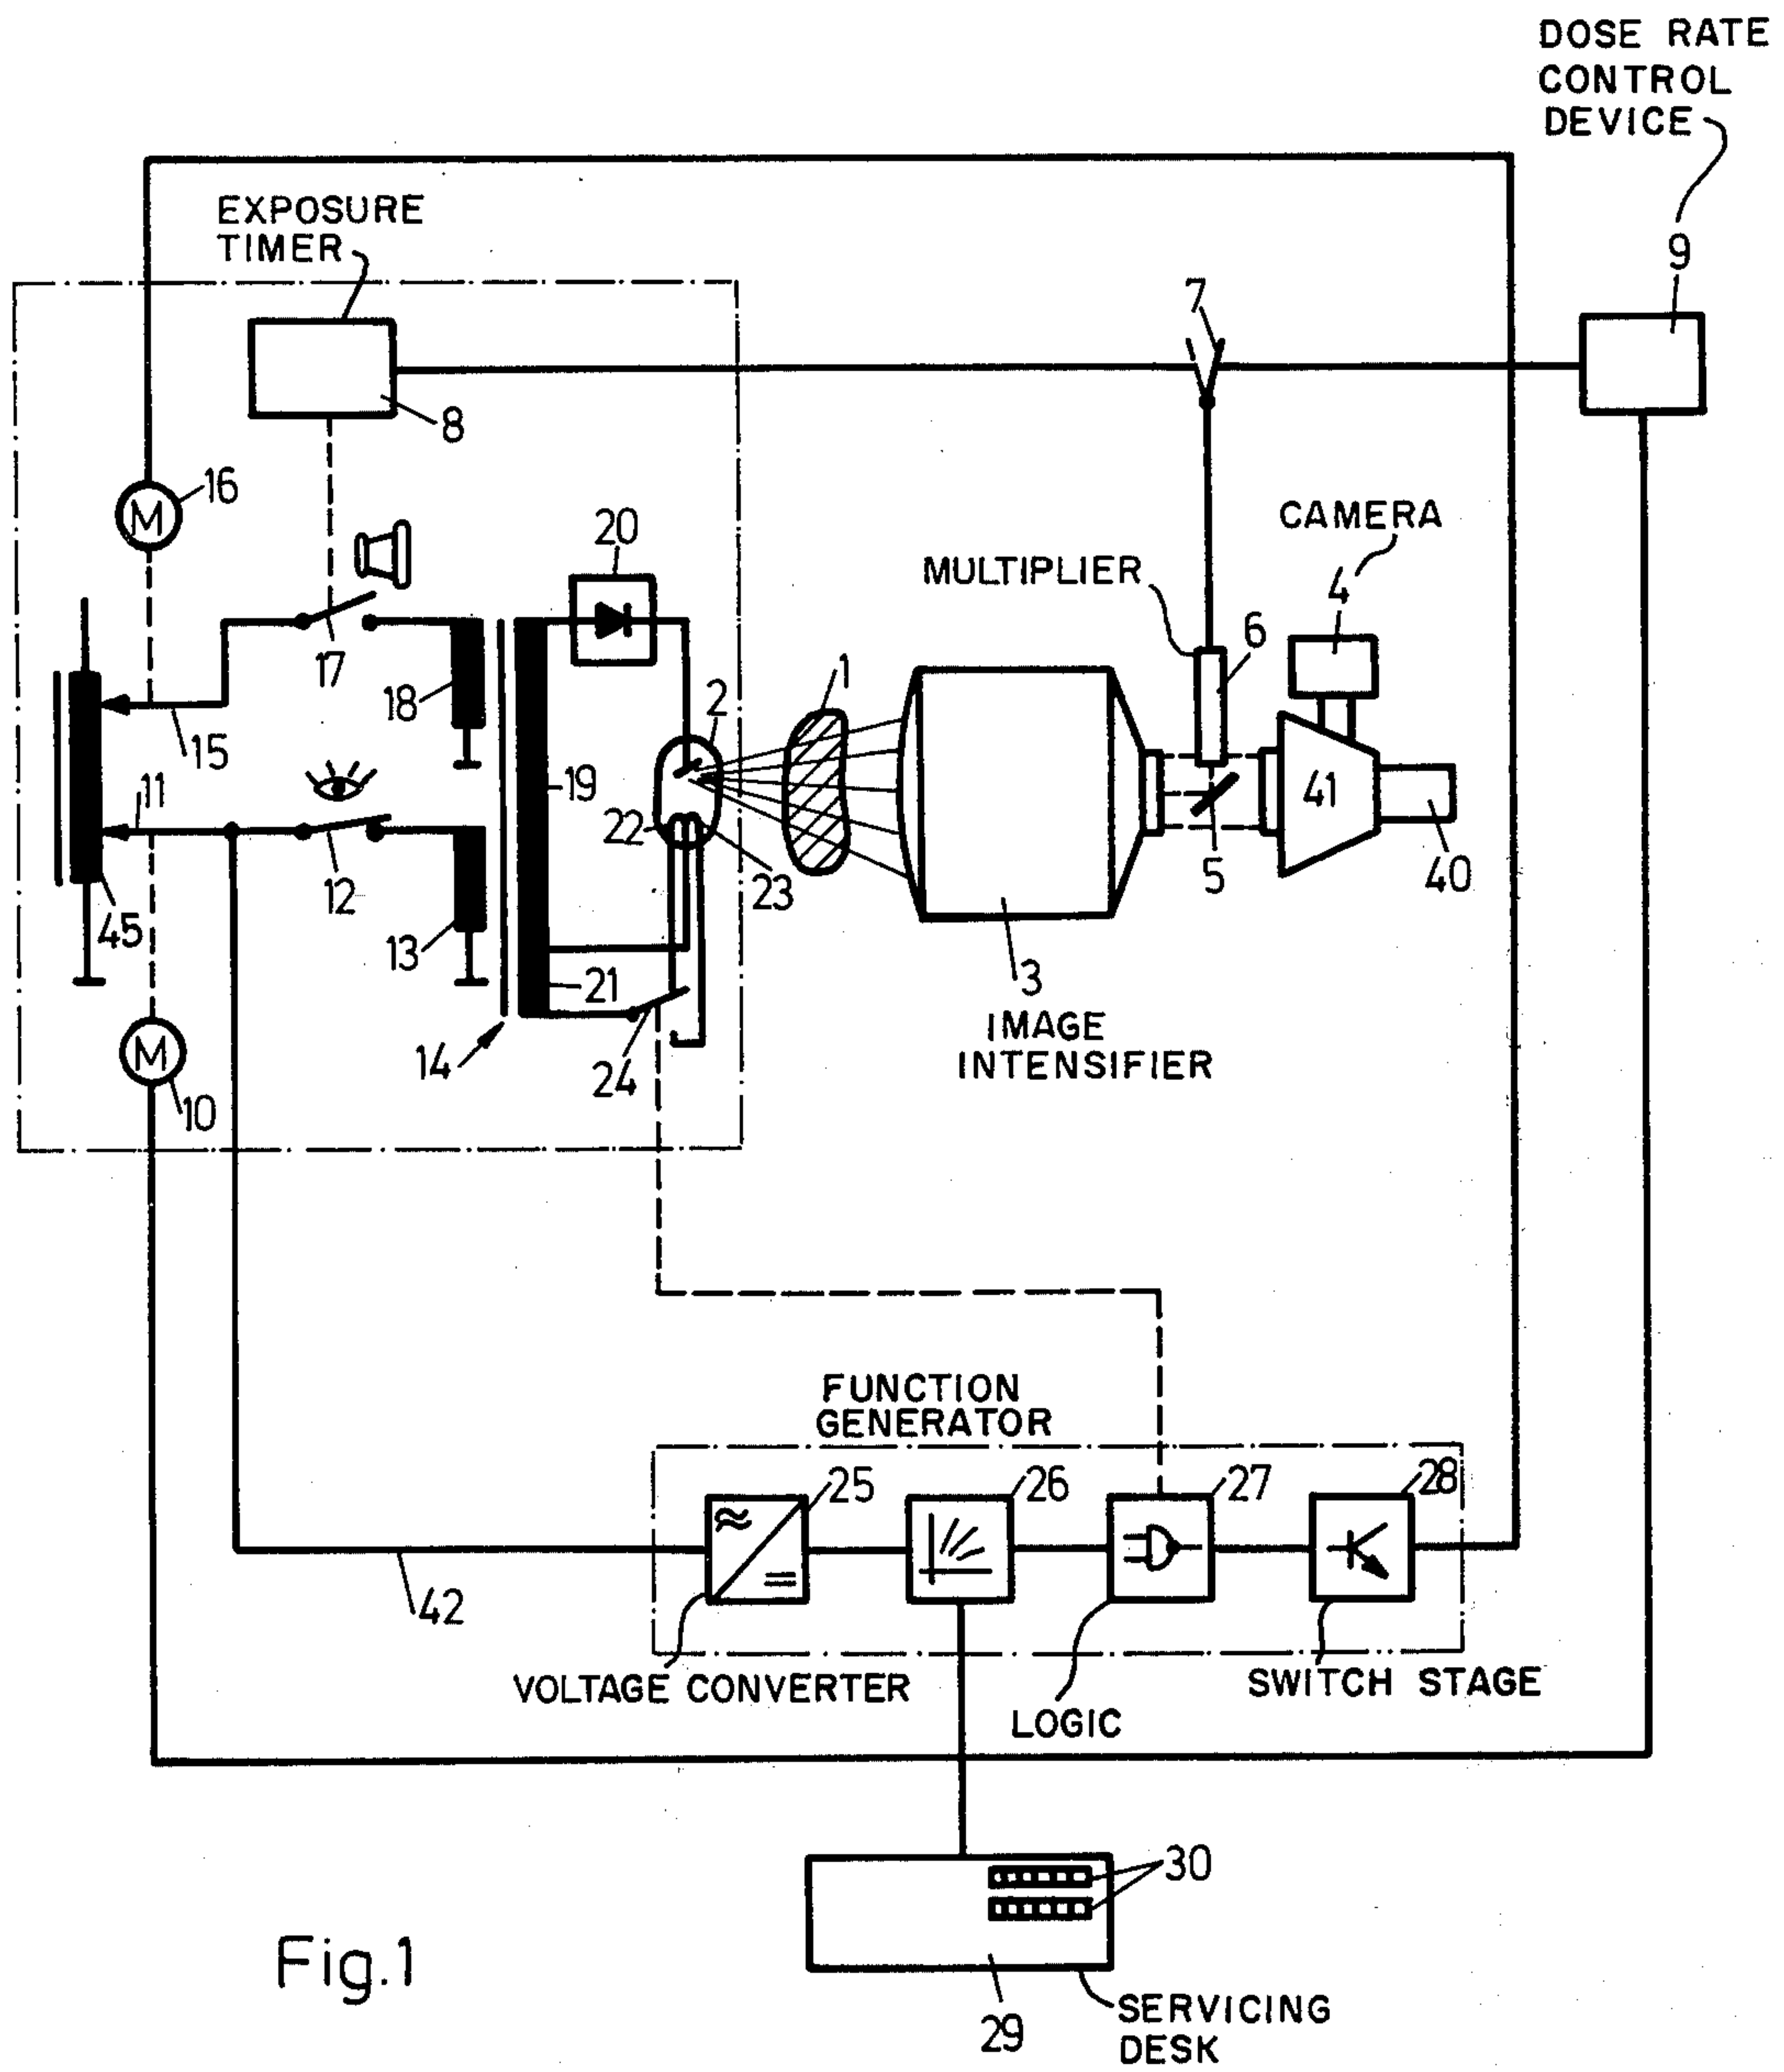 DOSE RATE
CONTROL
DEVICE
EXPOSURE
TIMER
9
7
8
16
M
CAMERA
20
MULTIPLIER
4
6
17
18
1
2
15
11
19
41
22
12
5
40
23
45
13
21
3
IMAGE
INTENSIFIER
M
14
24
10
FUNCTION
GENERATOR
25
26
27
28
42
VOLTAGE CONVERTER
SWITCH STAGE
LOGIC
30
Fig.1
29
SERVICING
DESK